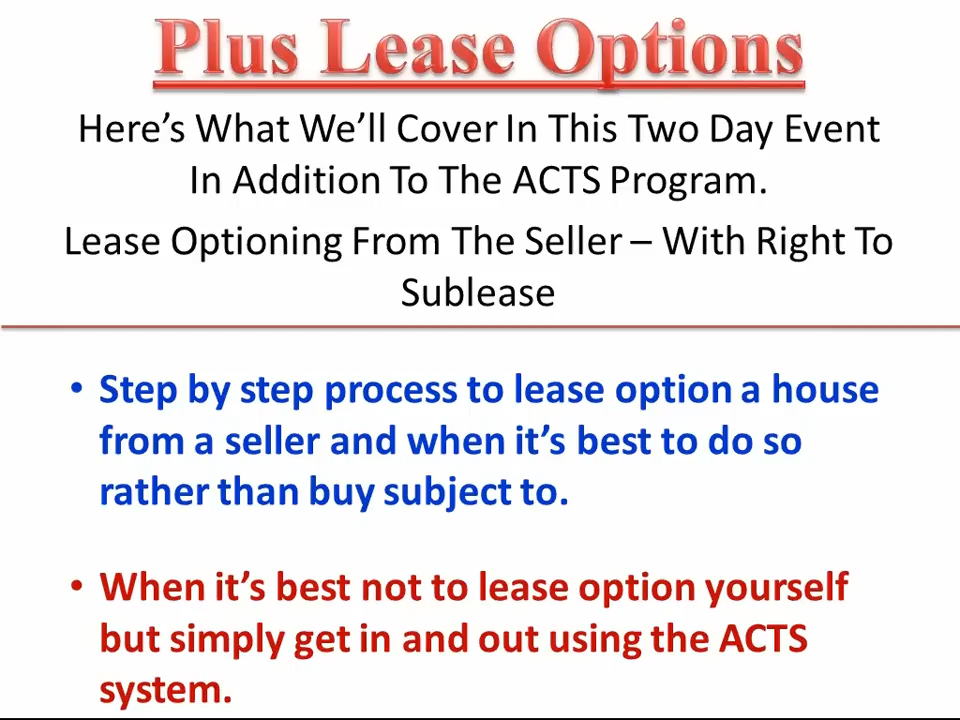 Plus Lease Options
Here’s What We’ll Cover In This Two Day Event
In Addition To The ACTS Program.
Lease Optioning From The Seller – With Right To
Sublease
• Step by step process to lease option a house
from a seller and when it’s best to do so
rather than buy subject to.
• When it’s best not to lease option yourself
but simply get in and out using the ACTS
system.